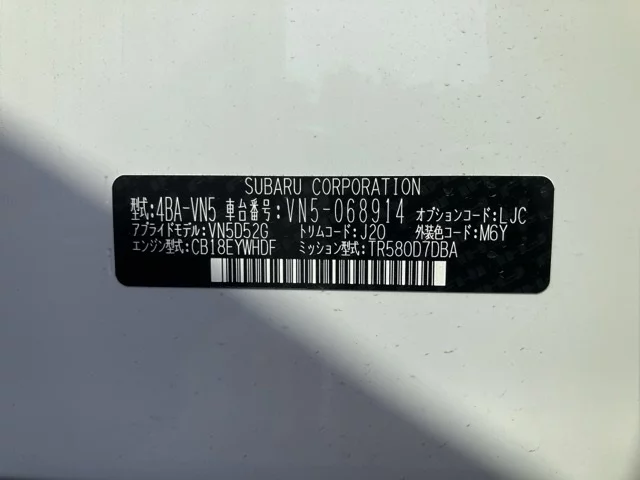 SUBARU CORPORATION
型式:4BA-VN5 車台番号:VN5-068914 オプションコード:LJC
アプライドモデル:VN5D52G トリムコード:J20 外装色コード:M6Y
エンジン型式:CB18EYWHDF ミッション型式:TR580D7DBA